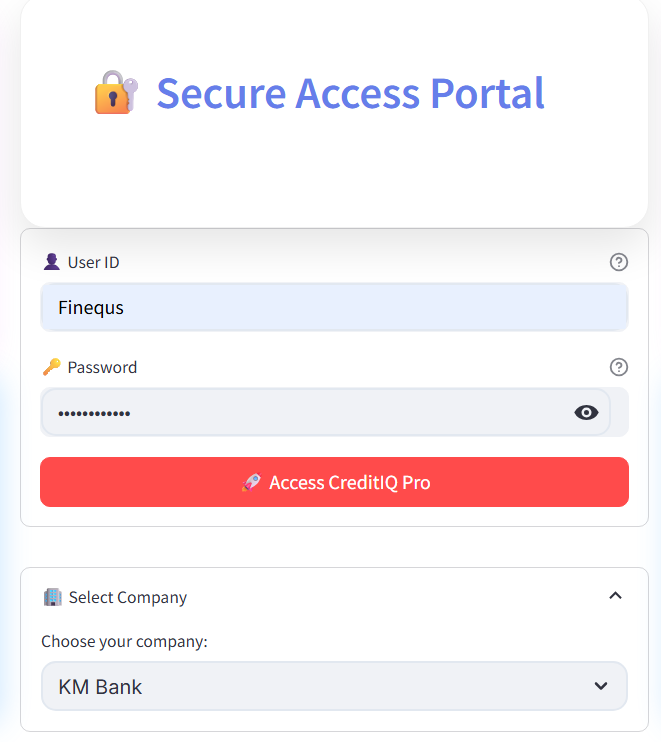 Secure Access Portal
User ID
Finequs
Password
••••••••••••
Access CreditIQ Pro
Select Company
Choose your company:
KM Bank